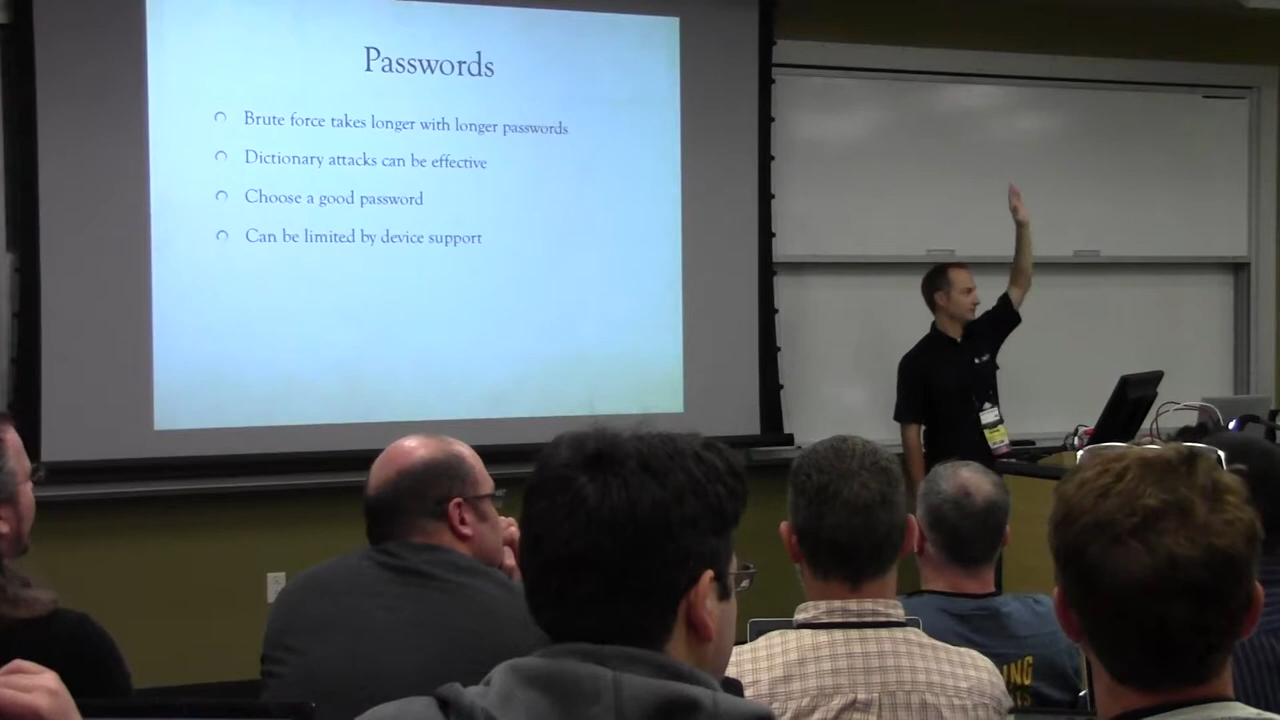 Passwords
Brute force takes longer with longer passwords
Dictionary attacks can be effective
Choose a good password
Can be limited by device support
ING